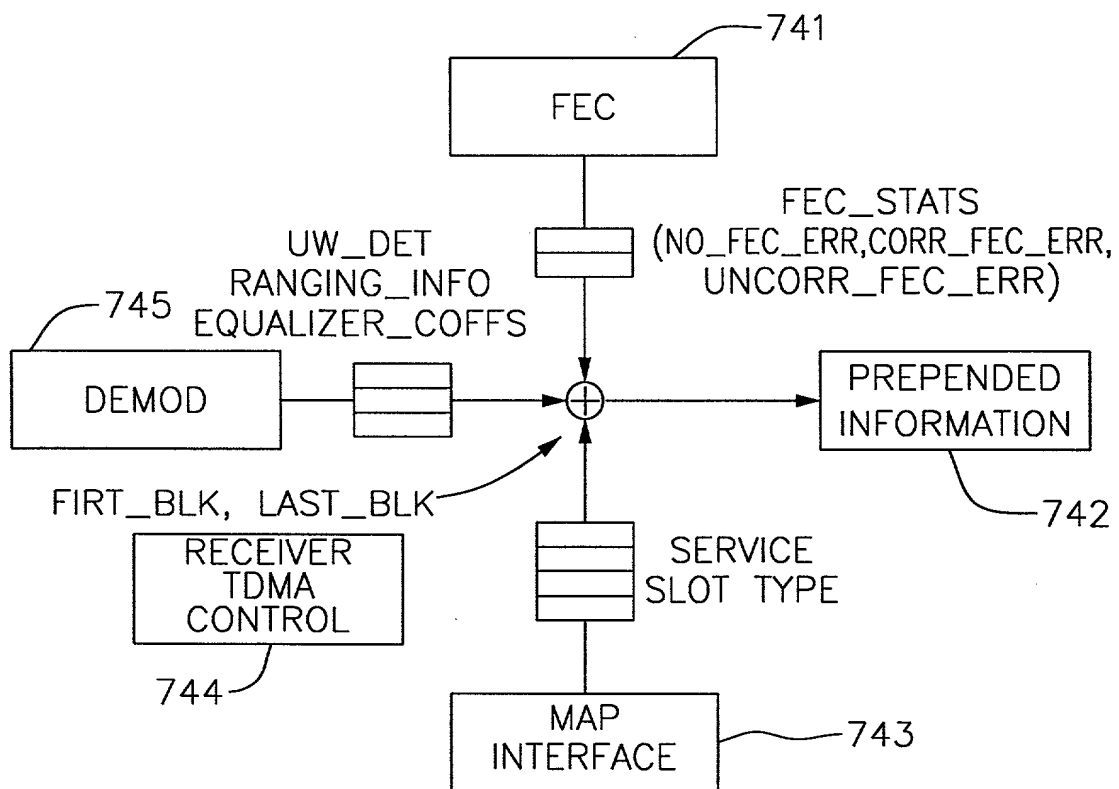 741
FEC
FEC_STATS
(NO_FEC_ERR,CORR_FEC_ERR,
UNCORR_FEC_ERR)
UW_DET
RANGING_INFO
EQUALIZER_COFFS
745
DEMOD
PREPENDED
INFORMATION
742
FIRT_BLK, LAST_BLK
RECEIVER
TDMA
CONTROL
744
SERVICE
SLOT TYPE
MAP
INTERFACE
743